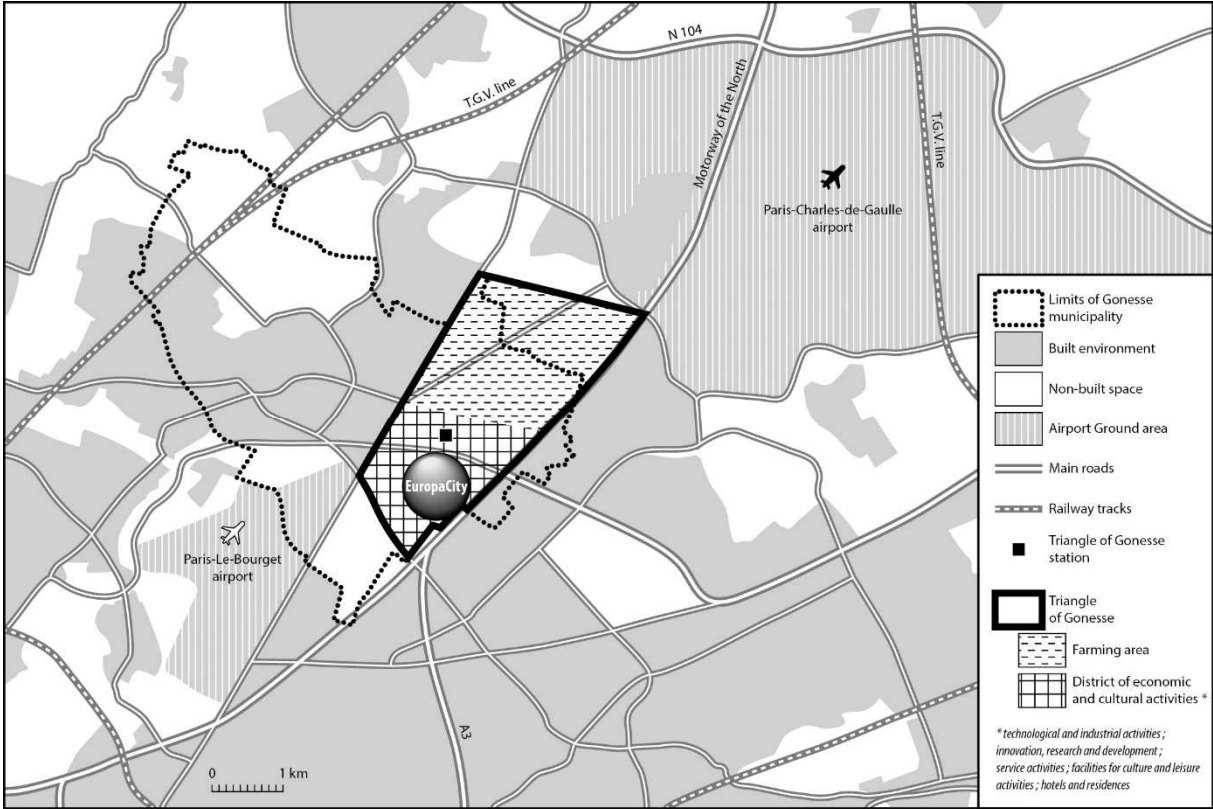 N 104
T.G.V. line
Motorway of the North
T.G.V. line
Paris-Charles-de-Gaulle
airport
EuropaCity
Paris-Le-Bourget
airport
A3
0 1 km
Limits of Gonesse
municipality
Built environment
Non-built space
Airport Ground area
Main roads
Railway tracks
Triangle of Gonesse
station
Triangle
of Gonesse
Farming area
District of economic
and cultural activities *
* technological and industrial activities ;
innovation, research and development ;
service activities ; facilities for culture and leisure
activities ; hotels and residences